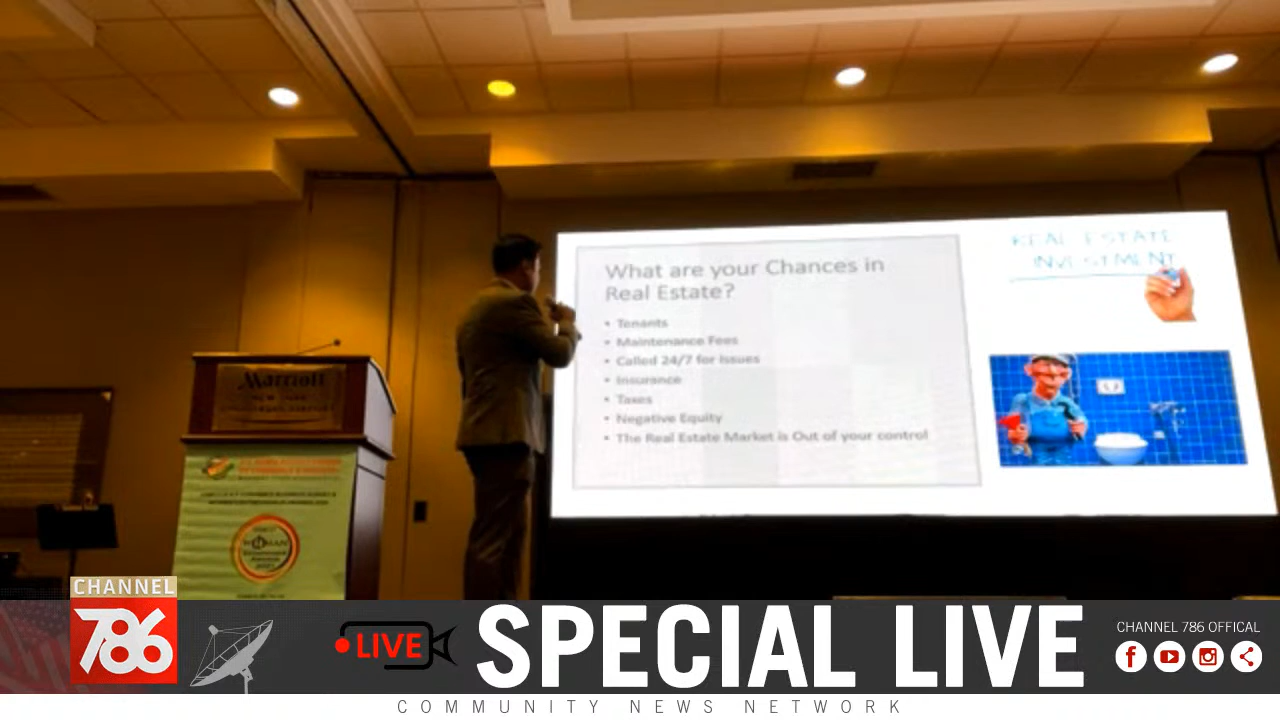 REAL ESTATE
INVESTMENT
What are your Chances in
Real Estate?
• Tenants
• Maintenance Fees
• Called 24/7 for Issues
• Insurance
• Taxes
• Negative Equity
• The Real Estate Market is Out of your control
Marriott
CHANNEL
786
LIVE
SPECIAL LIVE
CHANNEL 786 OFFICAL
COMMUNITY NEWS NETWORK